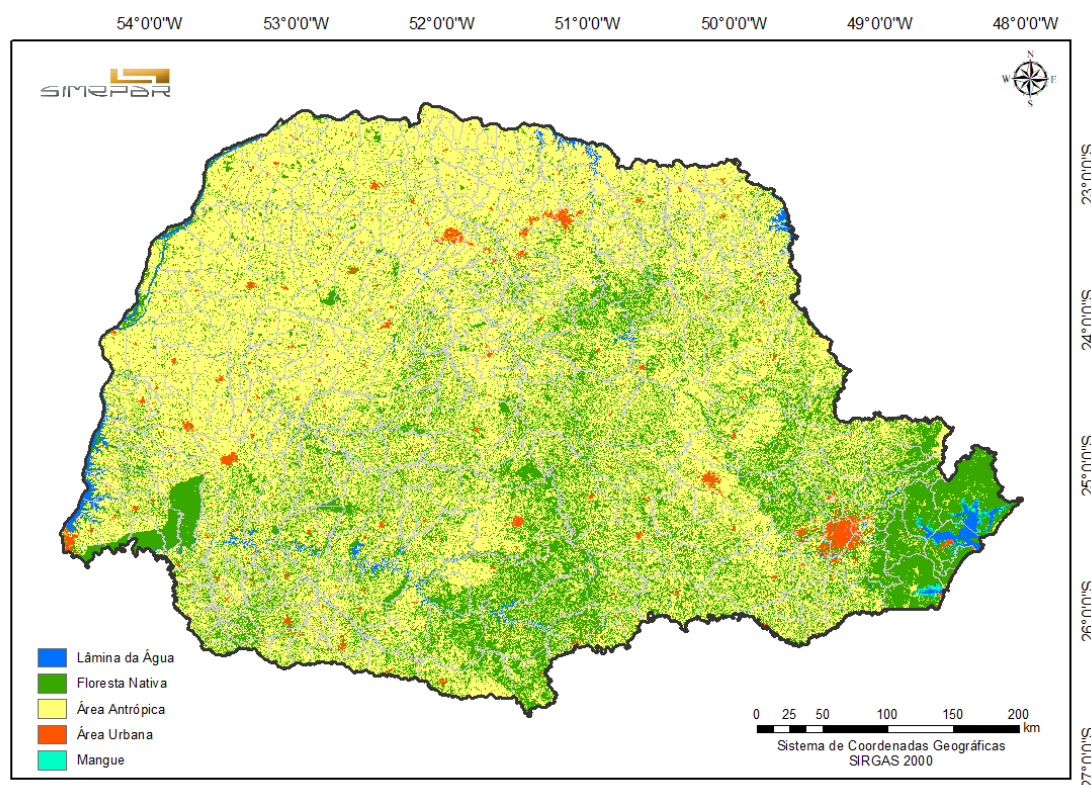 54°0'0"W 53°0'0"W 52°0'0"W 51°0'0"W 50°0'0"W 49°0'0"W 48°0'0"W
SIMEPAR
N
W E
S
23°0'0"S
24°0'0"S
25°0'0"S
26°0'0"S
27°0'0"S
Lâmina da Água
Floresta Nativa
Área Antrópica
Área Urbana
Mangue
0 25 50 100 150 200
km
Sistema de Coordenadas Geográficas
SIRGAS 2000